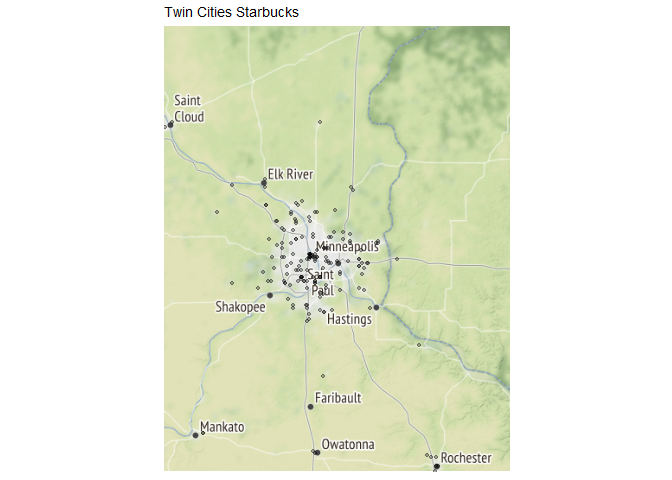 Twin Cities Starbucks
Saint
Cloud
Elk River
Minneapolis
Saint
Paul
Shakopee
Hastings
Faribault
Mankato
Owatonna
Rochester